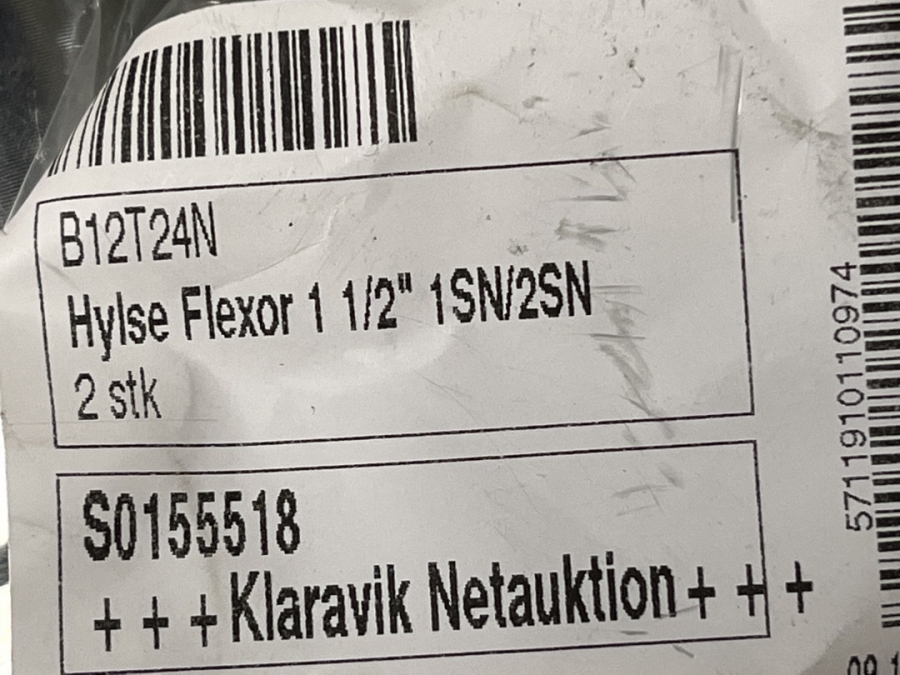 B12T24N
Hylse Flexor 1 1/2" 1SN/2SN
2 stk
S0155518
+ + + Klaravik Netauktion + + +
5711910110974